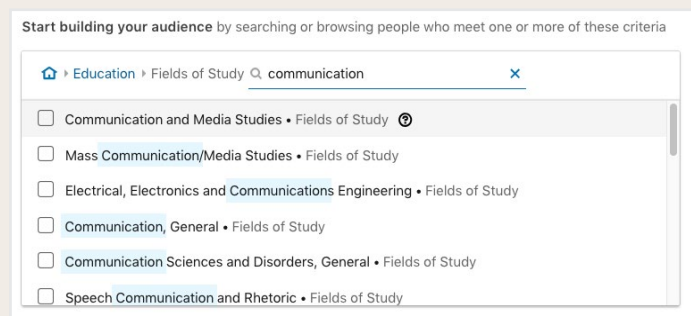 Start building your audience by searching or browsing people who meet one or more of these criteria
Education Fields of Study communication
Communication and Media Studies • Fields of Study
Mass Communication/Media Studies • Fields of Study
Electrical, Electronics and Communications Engineering • Fields of Study
Communication, General • Fields of Study
Communication Sciences and Disorders, General • Fields of Study
Speech Communication and Rhetoric • Fields of Study